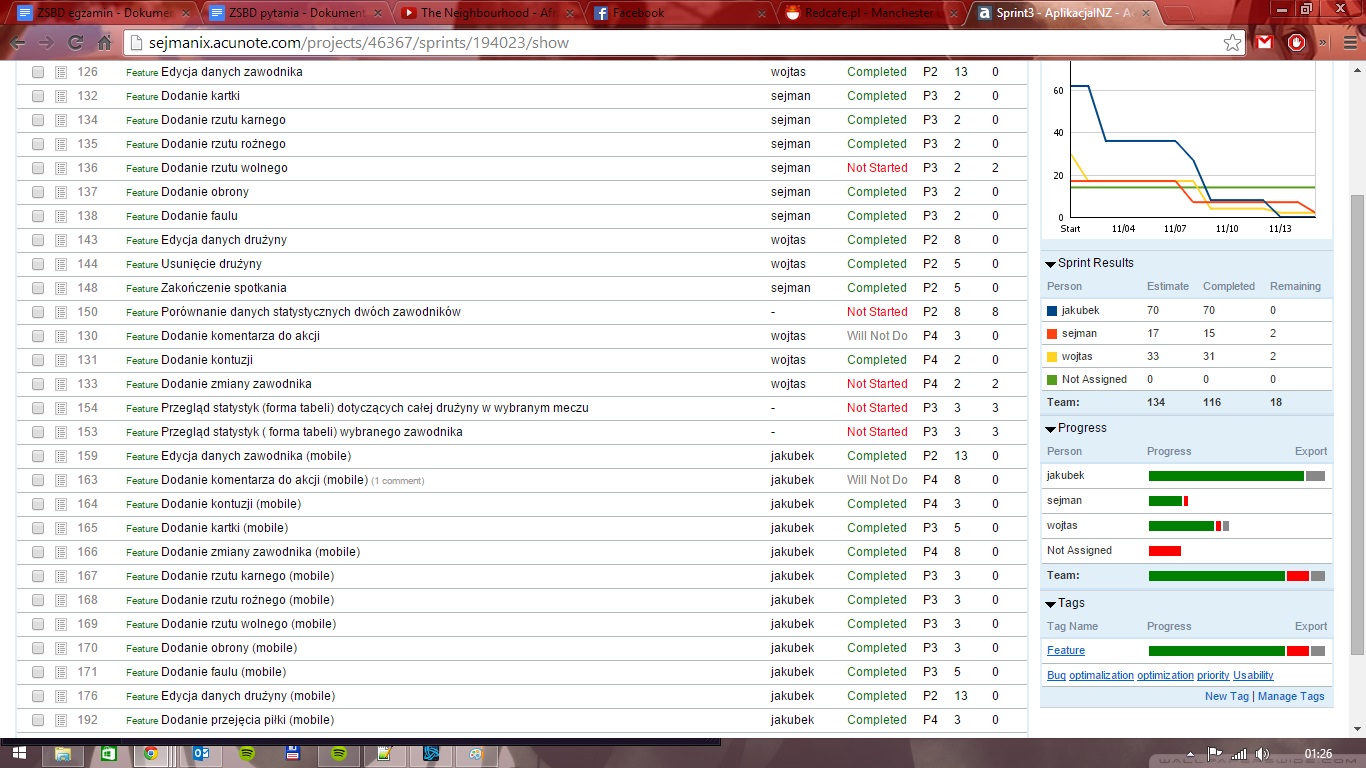 ZSBD egzamin - Dokumen
ZSBD pytania - Dokument
The Neighbourhood - Afr
Facebook
Redcafe.pl - Manchester
Sprint3 - AplikacjaINZ - Ac
sejmanix.acunote.com/projects/46367/sprints/194023/show
126 Feature Edycja danych zawodnika wojtas Completed P2 13 0
132 Feature Dodanie kartki sejman Completed P3 2 0
134 Feature Dodanie rzutu karnego sejman Completed P3 2 0
135 Feature Dodanie rzutu rożnego sejman Completed P3 2 0
136 Feature Dodanie rzutu wolnego sejman Not Started P3 2 2
137 Feature Dodanie obrony sejman Completed P3 2 0
138 Feature Dodanie faulu sejman Completed P3 2 0
143 Feature Edycja danych drużyny wojtas Completed P2 8 0
144 Feature Usunięcie drużyny wojtas Completed P2 5 0
148 Feature Zakończenie spotkania sejman Completed P2 5 0
150 Feature Porównanie danych statystycznych dwóch zawodników - Not Started P2 8 8
130 Feature Dodanie komentarza do akcji wojtas Will Not Do P4 3 0
131 Feature Dodanie kontuzji wojtas Completed P4 2 0
133 Feature Dodanie zmiany zawodnika wojtas Not Started P4 2 2
154 Feature Przegląd statystyk (forma tabeli) dotyczących całej drużyny w wybranym meczu - Not Started P3 3 3
153 Feature Przegląd statystyk ( forma tabeli) wybranego zawodnika - Not Started P3 3 3
159 Feature Edycja danych zawodnika (mobile) jakubek Completed P2 13 0
163 Feature Dodanie komentarza do akcji (mobile) (1 comment) jakubek Will Not Do P4 8 0
164 Feature Dodanie kontuzji (mobile) jakubek Completed P4 3 0
165 Feature Dodanie kartki (mobile) jakubek Completed P3 5 0
166 Feature Dodanie zmiany zawodnika (mobile) jakubek Completed P4 8 0
167 Feature Dodanie rzutu karnego (mobile) jakubek Completed P3 3 0
168 Feature Dodanie rzutu rożnego (mobile) jakubek Completed P3 3 0
169 Feature Dodanie rzutu wolnego (mobile) jakubek Completed P3 3 0
170 Feature Dodanie obrony (mobile) jakubek Completed P3 3 0
171 Feature Dodanie faulu (mobile) jakubek Completed P3 5 0
176 Feature Edycja danych drużyny (mobile) jakubek Completed P2 13 0
192 Feature Dodanie przejęcia piłki (mobile) jakubek Completed P4 3 0
60
40
20
0
Start 11/04 11/07 11/10 11/13
Sprint Results
Person Estimate Completed Remaining
jakubek 70 70 0
sejman 17 15 2
wojtas 33 31 2
Not Assigned 0 0 0
Team: 134 116 18
Progress
Person Progress Export
jakubek
sejman
wojtas
Not Assigned
Team:
Tags
Tag Name Progress Export
Feature
Bug optimalization optimization priority Usability
New Tag | Manage Tags
01:26